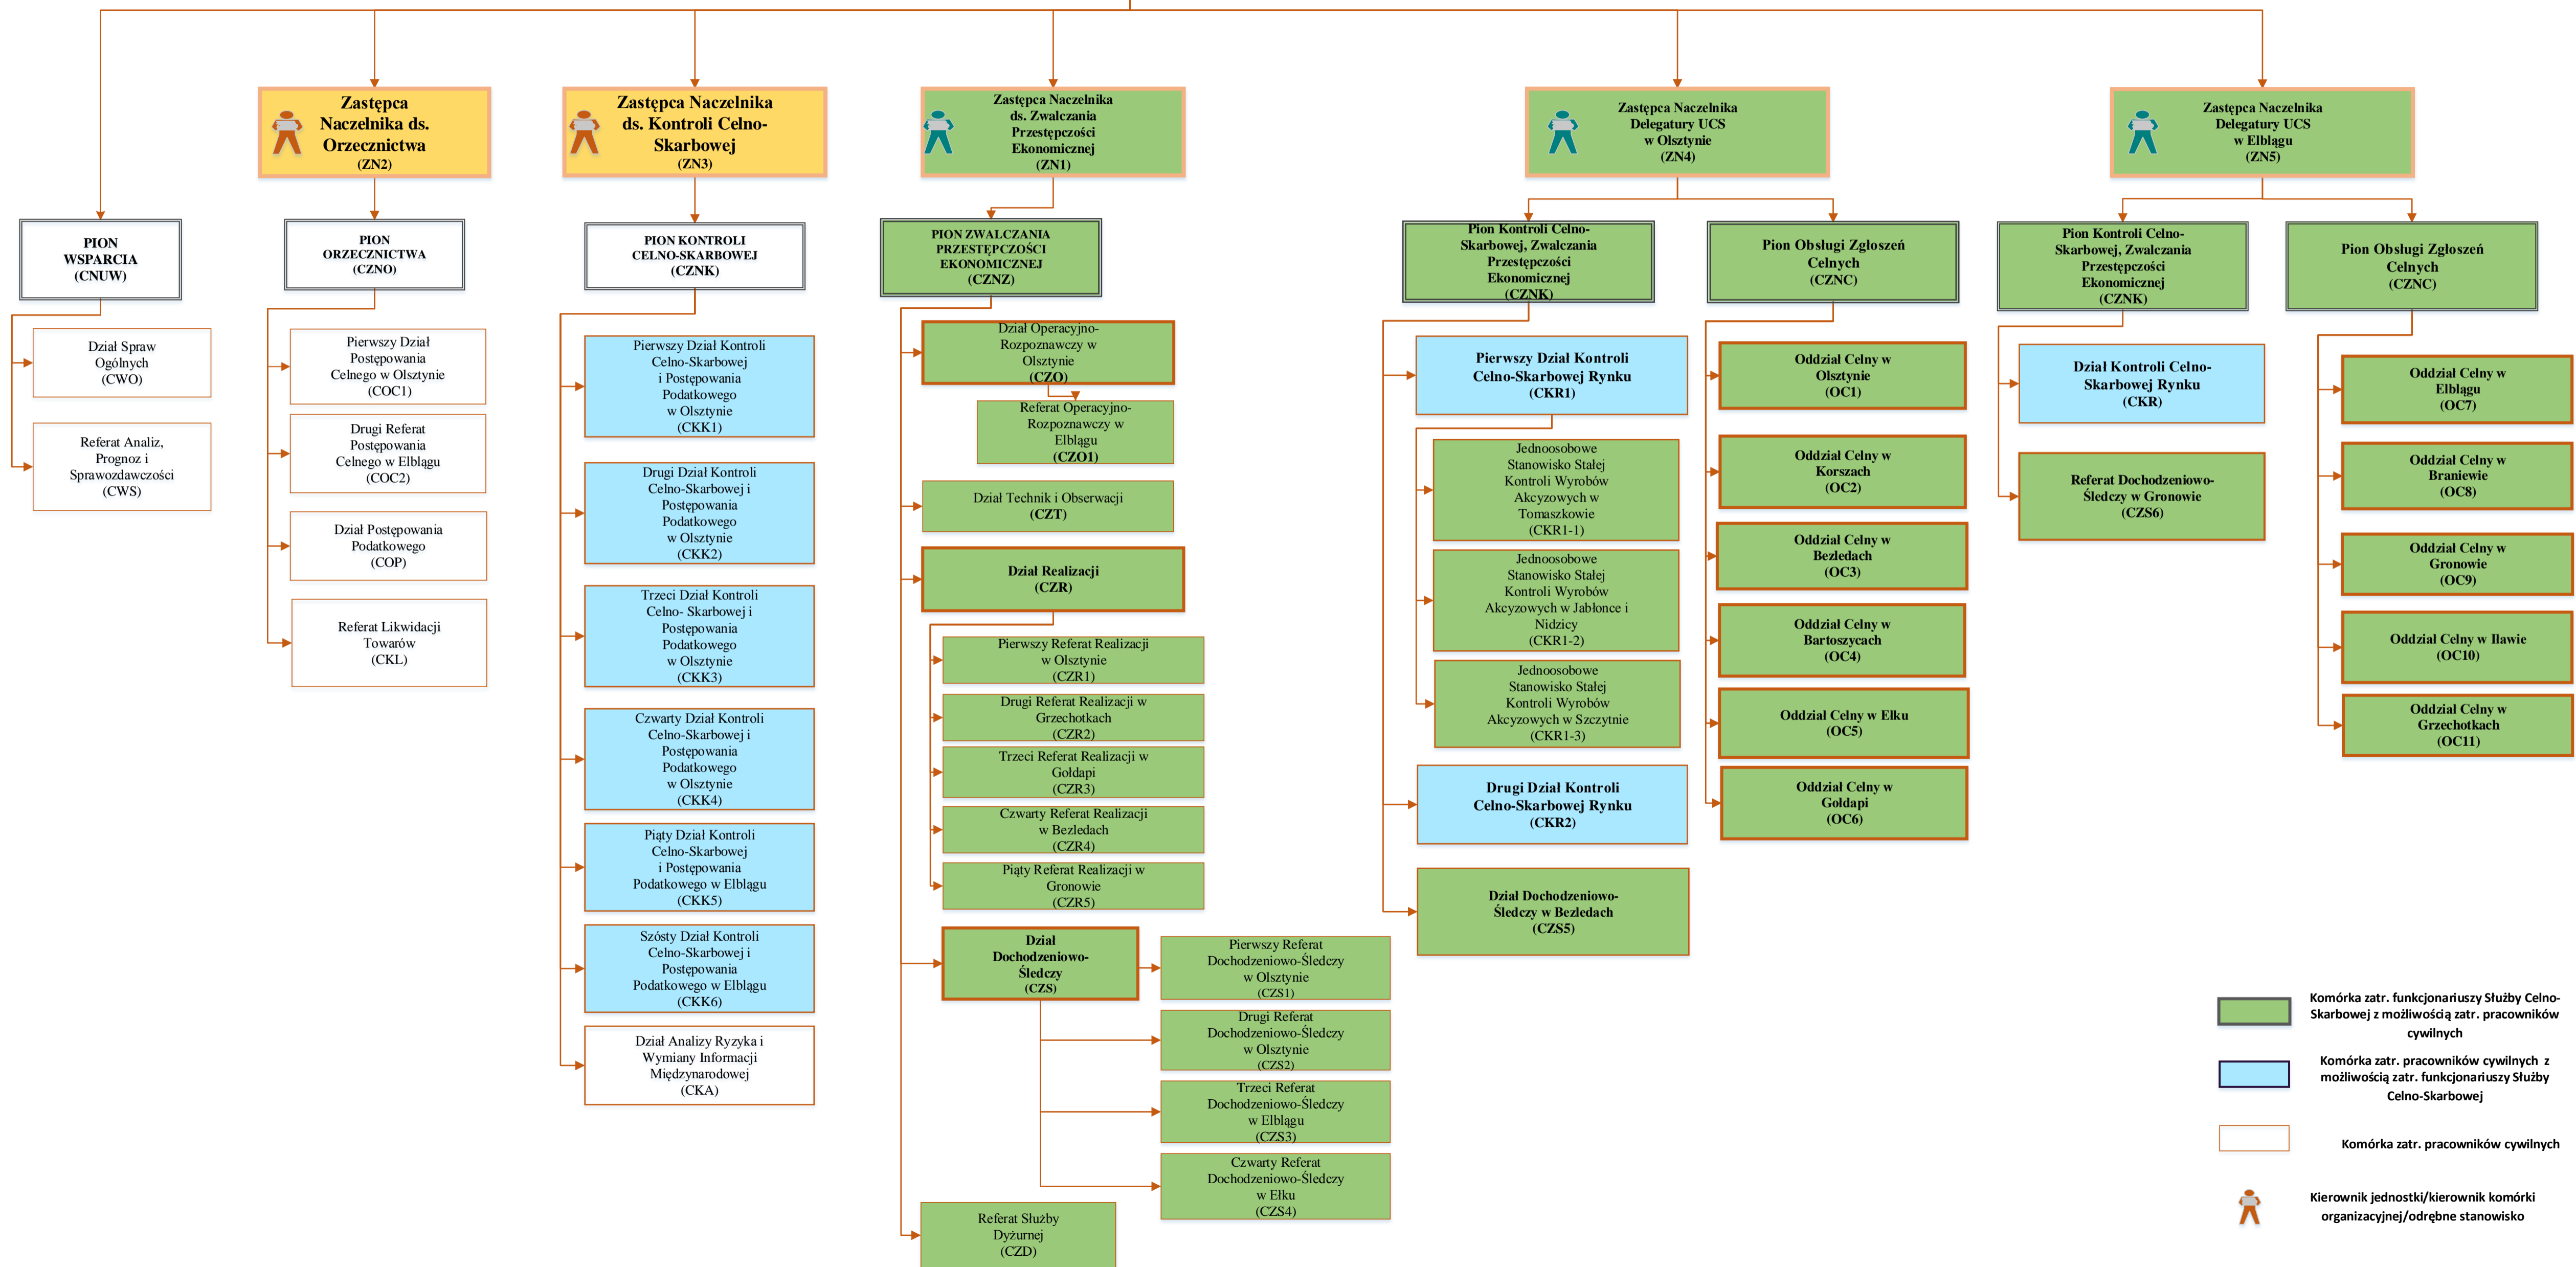 Zastępca
Naczelnika ds.
Orzecznictwa
(ZN2)
Zastępca Naczelnika
ds. Kontroli Celno-
Skarbowej
(ZN3)
Zastępca Naczelnika
ds. Zwalczania
Przestępczości
Ekonomicznej
(ZN1)
Zastępca Naczelnika
Delegatury UCS
w Olsztynie
(ZN4)
Zastępca Naczelnika
Delegatury UCS
w Elblągu
(ZN5)
PION
WSPARCIA
(CNUW)
Dział Spraw
Ogólnych
(CWO)
Referat Analiz,
Prognoz i
Sprawozdawczości
(CWS)
PION
ORZECZNICTWA
(CZNO)
Pierwszy Dział
Postępowania
Celnego w Olsztynie
(COC1)
Drugi Referat
Postępowania
Celnego w Elblągu
(COC2)
Dział Postępowania
Podatkowego
(COP)
Referat Likwidacji
Towarów
(CKL)
PION KONTROLI
CELNO-SKARBOWEJ
(CZNK)
Pierwszy Dział Kontroli
Celno-Skarbowej
i Postępowania
Podatkowego
w Olsztynie
(CKK1)
Drugi Dział Kontroli
Celno-Skarbowej i
Postępowania
Podatkowego
w Olsztynie
(CKK2)
Trzeci Dział Kontroli
Celno- Skarbowej i
Postępowania
Podatkowego
w Olsztynie
(CKK3)
Czwarty Dział Kontroli
Celno-Skarbowej i
Postępowania
Podatkowego
w Olsztynie
(CKK4)
Piąty Dział Kontroli
Celno-Skarbowej
i Postępowania
Podatkowego w Elblągu
(CKK5)
Szósty Dział Kontroli
Celno-Skarbowej i
Postępowania
Podatkowego w Elblągu
(CKK6)
Dział Analizy Ryzyka i
Wymiany Informacji
Międzynarodowej
(CKA)
PION ZWALCZANIA
PRZESTĘPCZOŚCI
EKONOMICZNEJ
(CZNZ)
Dział Operacyjno-
Rozpoznawczy w
Olsztynie
(CZO)
Referat Operacyjno-
Rozpoznawczy w
Elblągu
(CZO1)
Dział Technik i Obserwacji
(CZT)
Dział Realizacji
(CZR)
Pierwszy Referat Realizacji
w Olsztynie
(CZR1)
Drugi Referat Realizacji w
Grzechotkach
(CZR2)
Trzeci Referat Realizacji w
Gołdapi
(CZR3)
Czwarty Referat Realizacji
w Bezledach
(CZR4)
Piąty Referat Realizacji w
Gronowie
(CZR5)
Dział
Dochodzeniowo-
Śledczy
(CZS)
Pierwszy Referat
Dochodzeniowo-Śledczy
w Olsztynie
(CZS1)
Drugi Referat
Dochodzeniowo-Śledczy
w Olsztynie
(CZS2)
Trzeci Referat
Dochodzeniowo-Śledczy
w Elblągu
(CZS3)
Czwarty Referat
Dochodzeniowo-Śledczy
w Ełku
(CZS4)
Referat Służby
Dyżurnej
(CZD)
Pion Kontroli Celno-
Skarbowej, Zwalczania
Przestępczości
Ekonomicznej
(CZNK)
Pierwszy Dział Kontroli
Celno-Skarbowej Rynku
(CKR1)
Jednoosobowe
Stanowisko Stałej
Kontroli Wyrobów
Akcyzowych w
Tomaszkowie
(CKR1-1)
Jednoosobowe
Stanowisko Stałej
Kontroli Wyrobów
Akcyzowych w Jabłonce i
Nidzicy
(CKR1-2)
Jednoosobowe
Stanowisko Stałej
Kontroli Wyrobów
Akcyzowych w Szczytnie
(CKR1-3)
Drugi Dział Kontroli
Celno-Skarbowej Rynku
(CKR2)
Dział Dochodzeniowo-
Śledczy w Bezledach
(CZS5)
Pion Obsługi Zgłoszeń
Celnych
(CZNC)
Oddział Celny w
Olsztynie
(OC1)
Oddział Celny w
Korszach
(OC2)
Oddział Celny w
Bezledach
(OC3)
Oddział Celny w
Bartoszycach
(OC4)
Oddział Celny w Ełku
(OC5)
Oddział Celny w
Gołdapi
(OC6)
Pion Kontroli Celno-
Skarbowej, Zwalczania
Przestępczości
Ekonomicznej
(CZNK)
Dział Kontroli Celno-
Skarbowej Rynku
(CKR)
Referat Dochodzeniowo-
Śledczy w Gronowie
(CZS6)
Pion Obsługi Zgłoszeń
Celnych
(CZNC)
Oddział Celny w
Elblągu
(OC7)
Oddział Celny w
Braniewie
(OC8)
Oddział Celny w
Gronowie
(OC9)
Oddział Celny w Iławie
(OC10)
Oddział Celny w
Grzechotkach
(OC11)
Komórka zatr. funkcjonariuszy Służby Celno-
Skarbowej z możliwością zatr. pracowników
cywilnych
Komórka zatr. pracowników cywilnych z
możliwością zatr. funkcjonariuszy Służby
Celno-Skarbowej
Komórka zatr. pracowników cywilnych
Kierownik jednostki/kierownik komórki
organizacyjnej/odrębne stanowisko